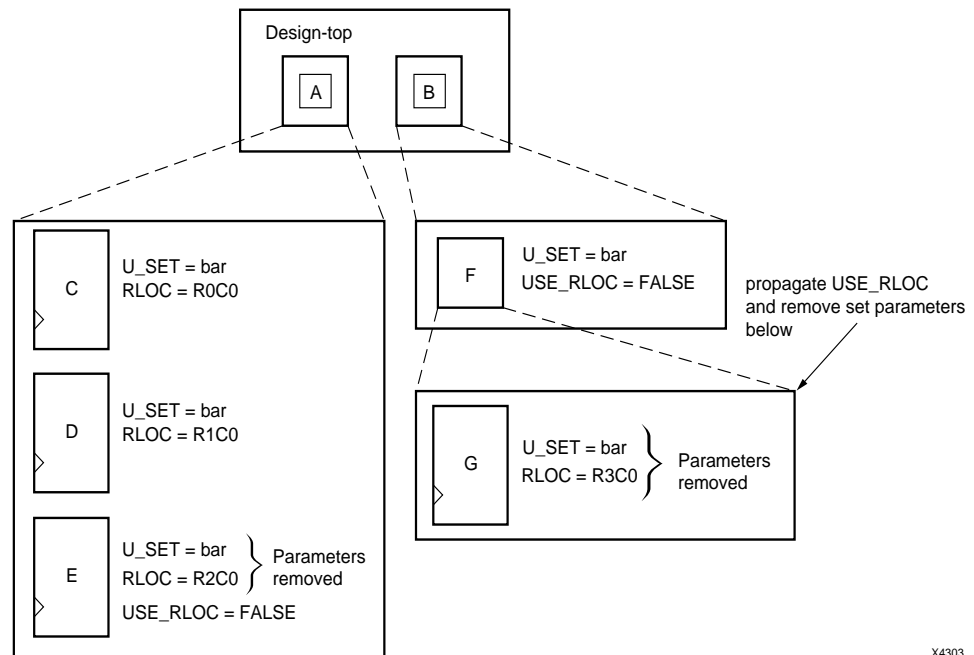 Design-top
A
B
C
U_SET = bar
RLOC = R0C0
D
U_SET = bar
RLOC = R1C0
E
U_SET = bar
RLOC = R2C0
USE_RLOC = FALSE
Parameters
removed
F
U_SET = bar
USE_RLOC = FALSE
propagate USE_RLOC
and remove set parameters
below
G
U_SET = bar
RLOC = R3C0
Parameters
removed
X4303